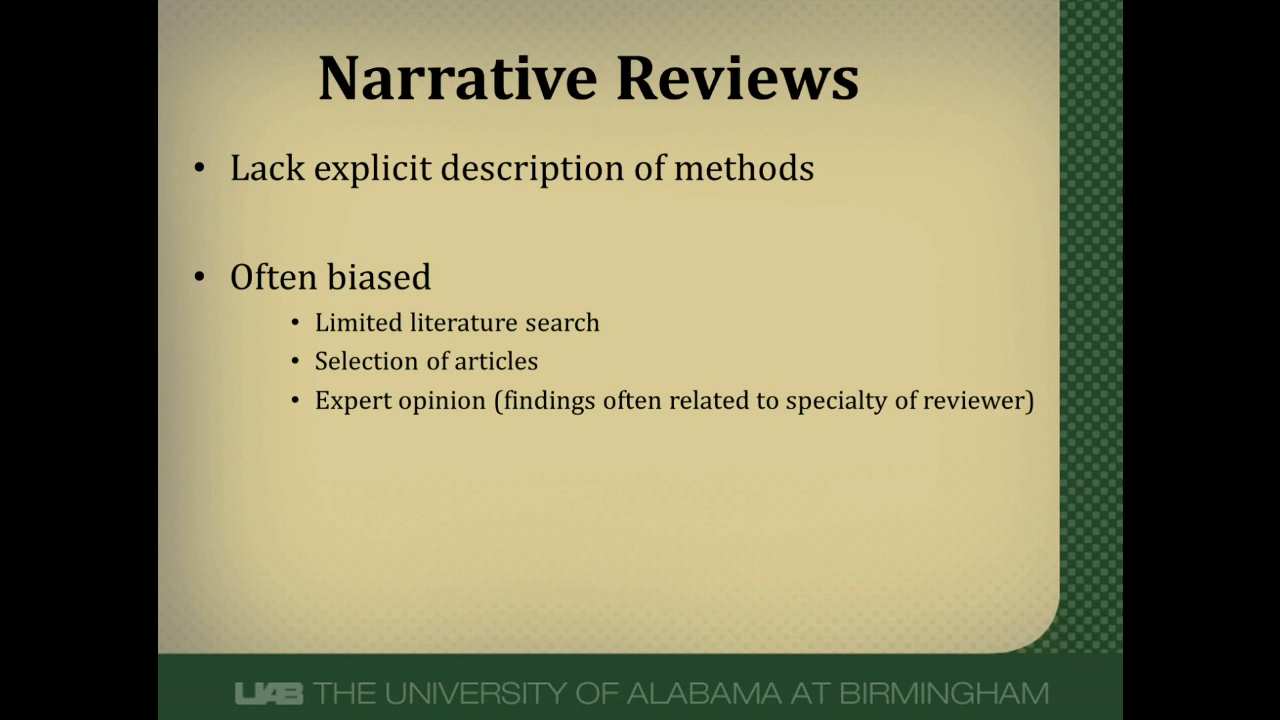 Narrative Reviews
• Lack explicit description of methods
• Often biased
• Limited literature search
• Selection of articles
• Expert opinion (findings often related to specialty of reviewer)
UAB THE UNIVERSITY OF ALABAMA AT BIRMINGHAM